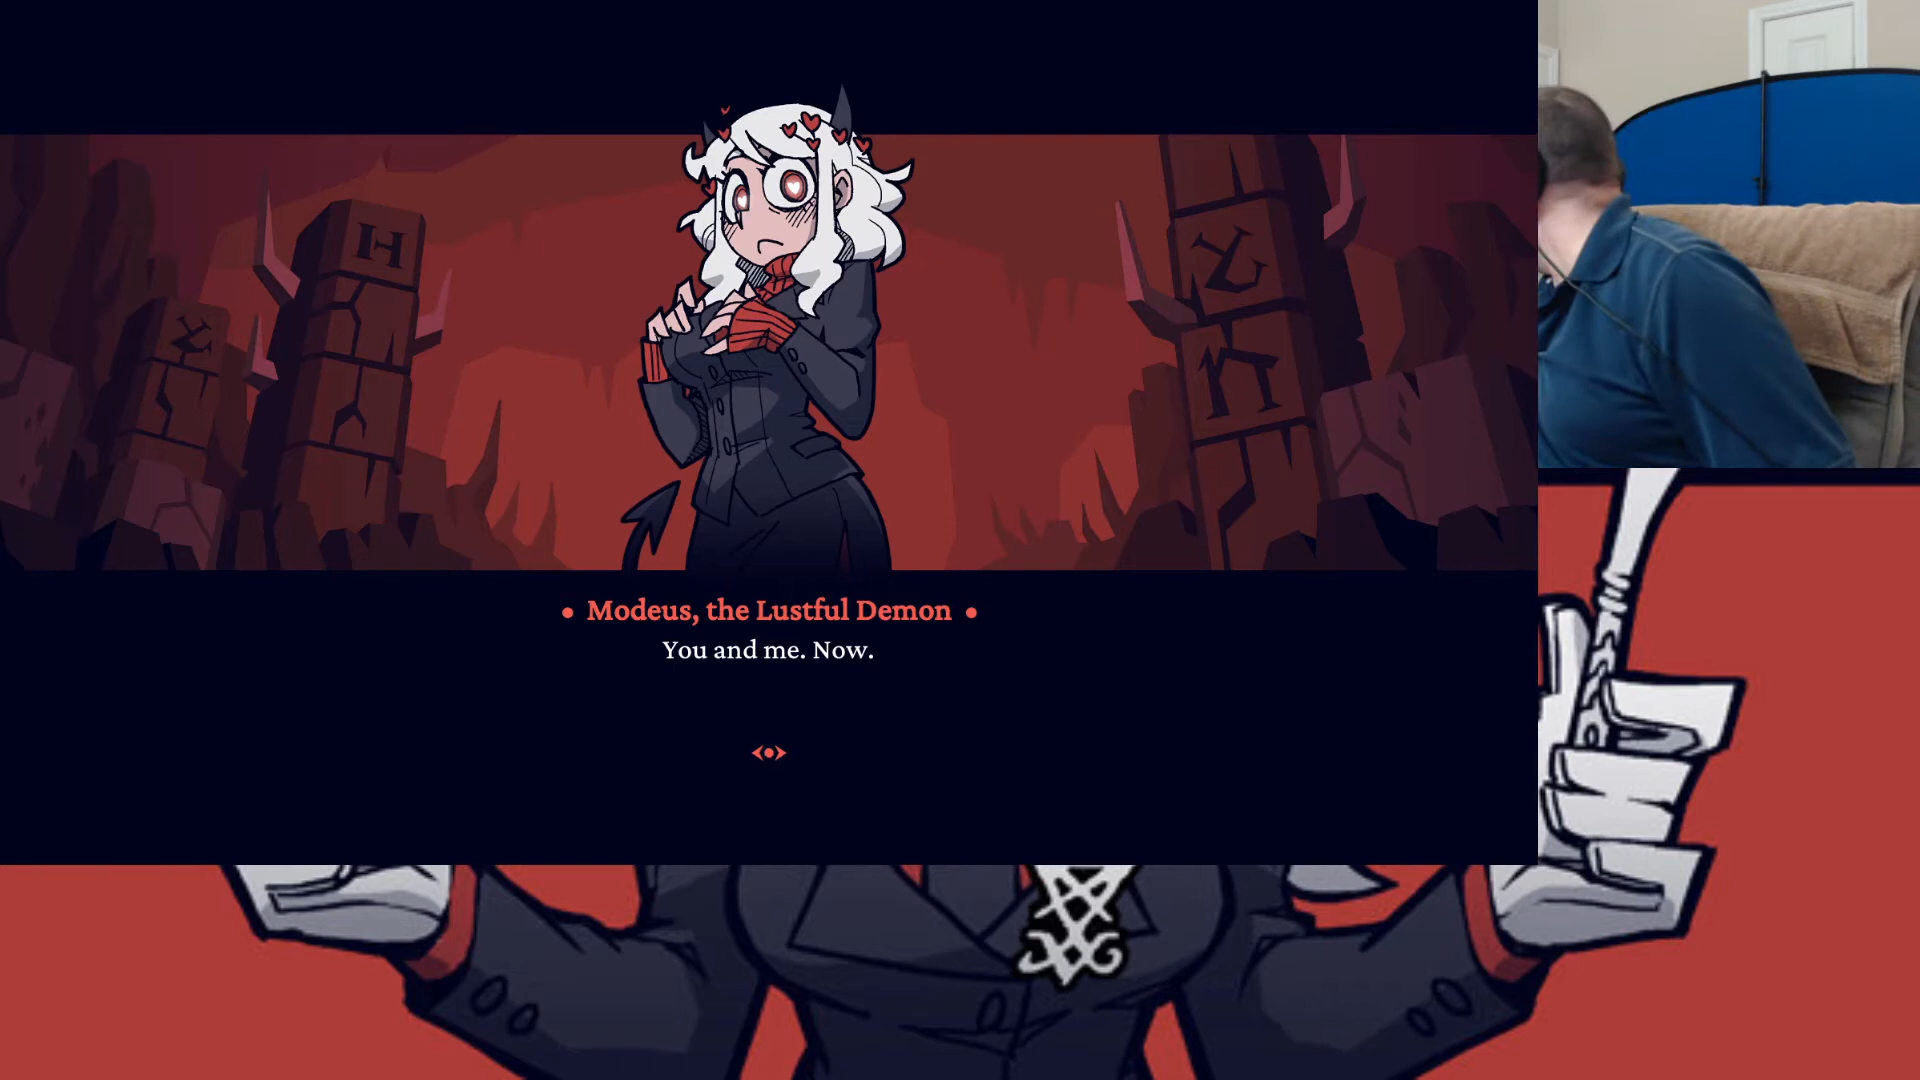 • Modeus, the Lustful Demon •
You and me. Now.